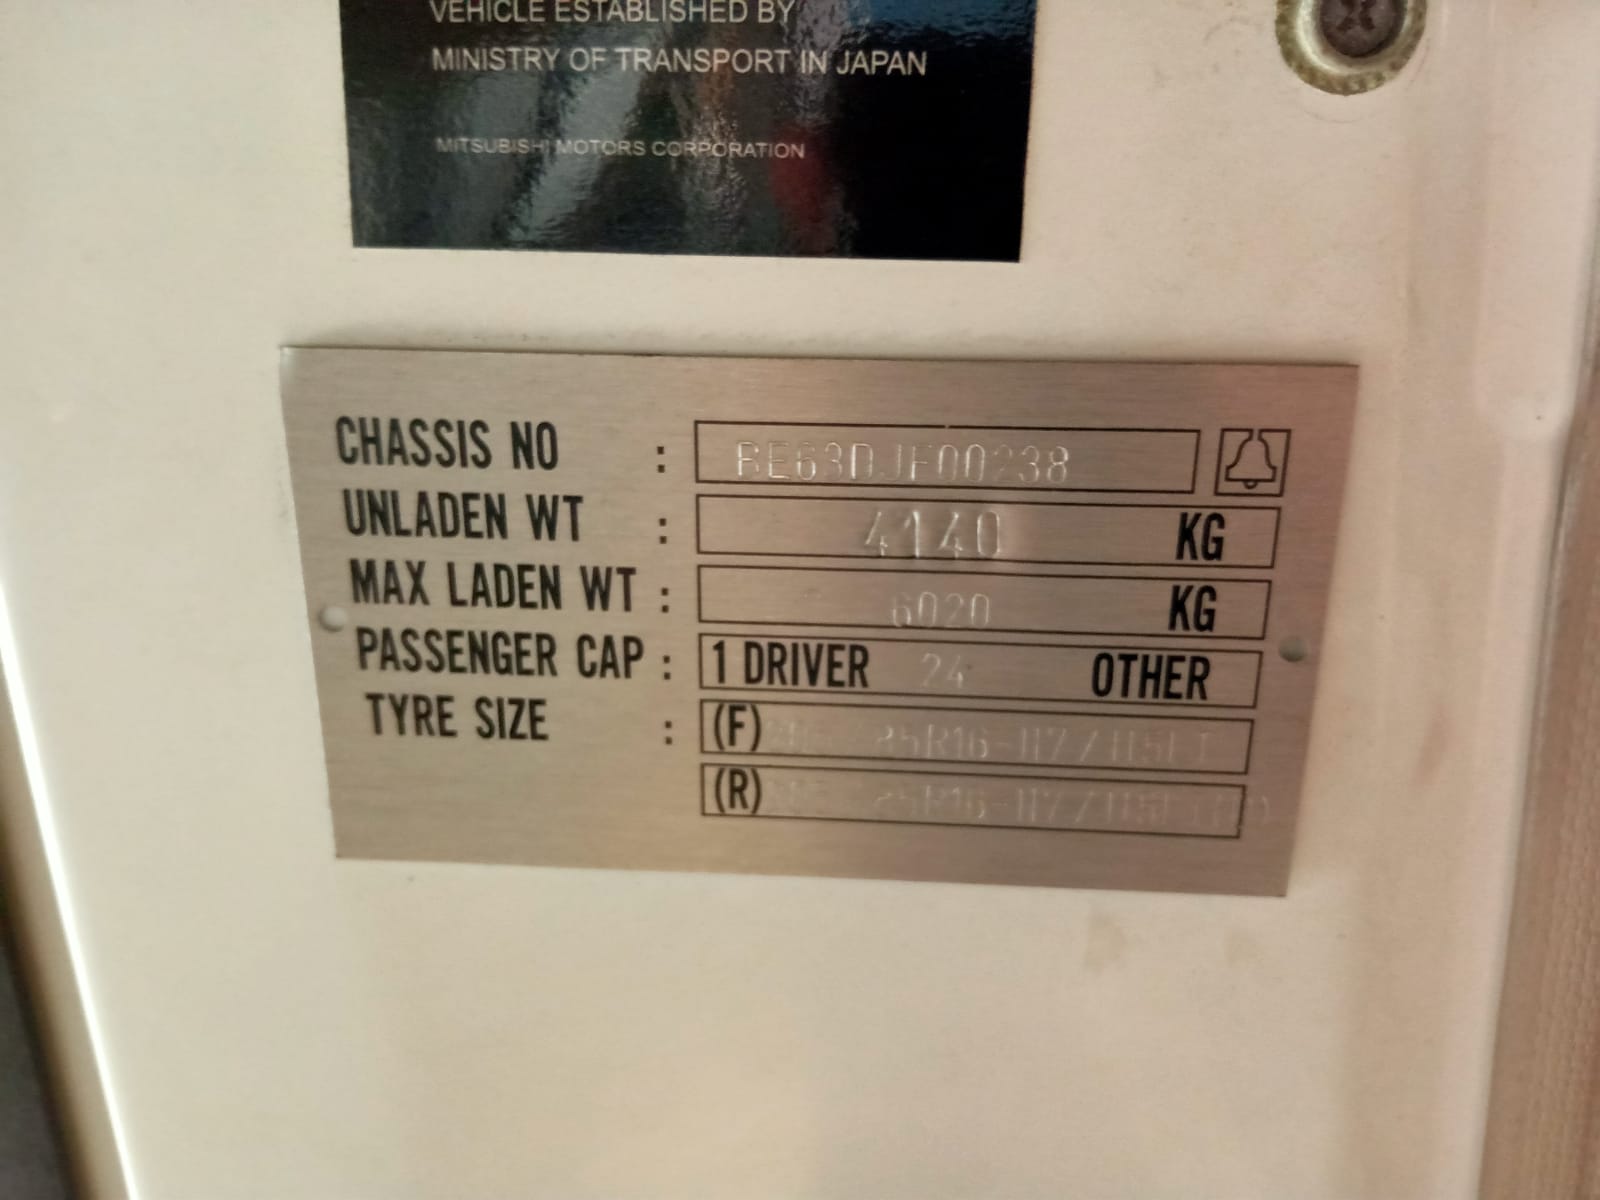 VEHICLE ESTABLISHED BY
MINISTRY OF TRANSPORT IN JAPAN
MITSUBISHI MOTORS CORPORATION
CHASSIS NO : BE63DJF00238
UNLADEN WT : 4140 KG
MAX LADEN WT : 6020 KG
PASSENGER CAP : 1 DRIVER 24 OTHER
TYRE SIZE : (F)
(R)